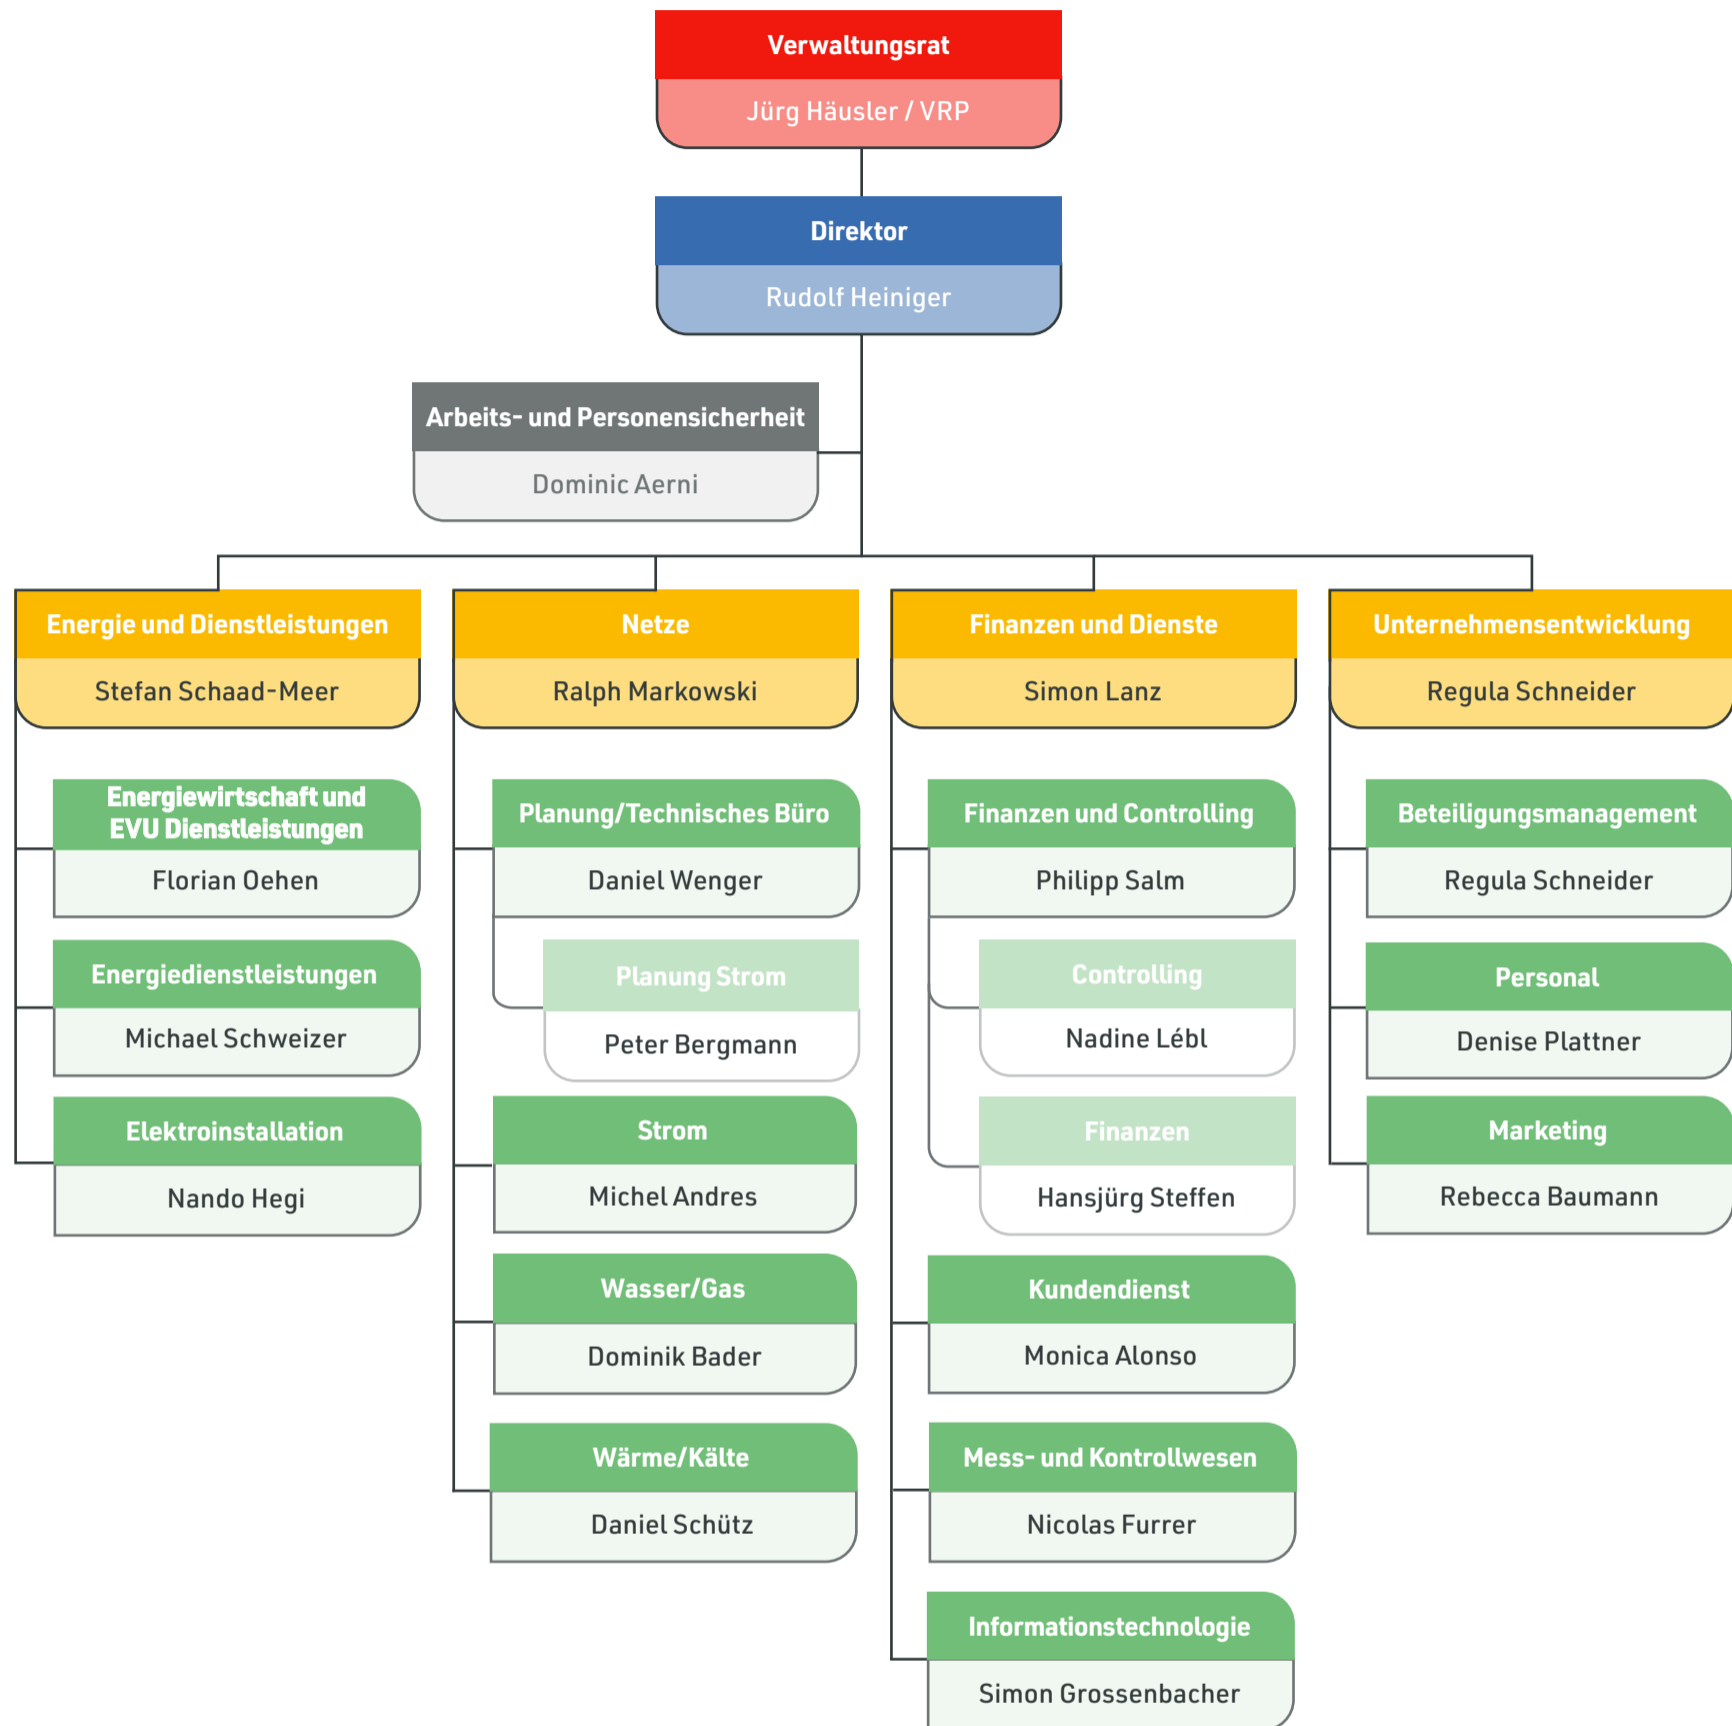 Verwaltungsrat
Jürg Häusler / VRP
Direktor
Rudolf Heiniger
Arbeits- und Personensicherheit
Dominic Aerni
Energie und Dienstleistungen
Stefan Schaad-Meer
Energiewirtschaft und
EVU Dienstleistungen
Florian Oehen
Energiedienstleistungen
Michael Schweizer
Elektroinstallation
Nando Hegi
Netze
Ralph Markowski
Planung/Technisches Büro
Daniel Wenger
Planung Strom
Peter Bergmann
Strom
Michel Andres
Wasser/Gas
Dominik Bader
Wärme/Kälte
Daniel Schütz
Finanzen und Dienste
Simon Lanz
Finanzen und Controlling
Philipp Salm
Controlling
Nadine Lébl
Finanzen
Hansjürg Steffen
Kundendienst
Monica Alonso
Mess- und Kontrollwesen
Nicolas Furrer
Informationstechnologie
Simon Grossenbacher
Unternehmensentwicklung
Regula Schneider
Beteiligungsmanagement
Regula Schneider
Personal
Denise Plattner
Marketing
Rebecca Baumann